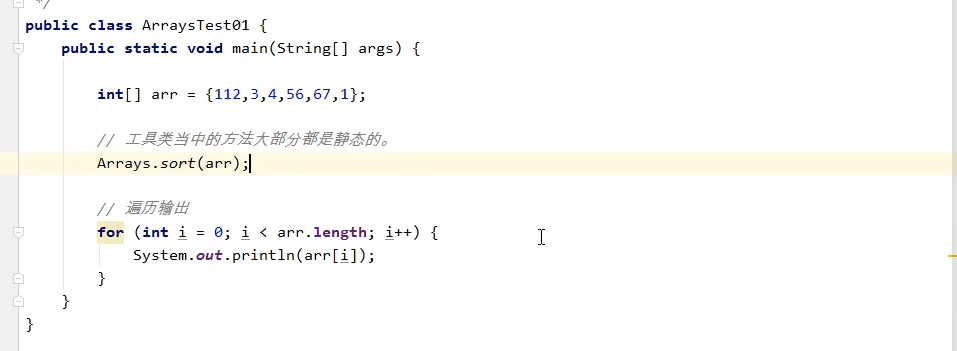 */
public class ArraysTest01 {
public static void main(String[] args) {
int[] arr = {112,3,4,56,67,1};
// 工具类当中的方法大部分都是静态的。
Arrays.sort(arr);
// 遍历输出
for (int i = 0; i < arr.length; i++) {
System.out.println(arr[i]);
}
}
}